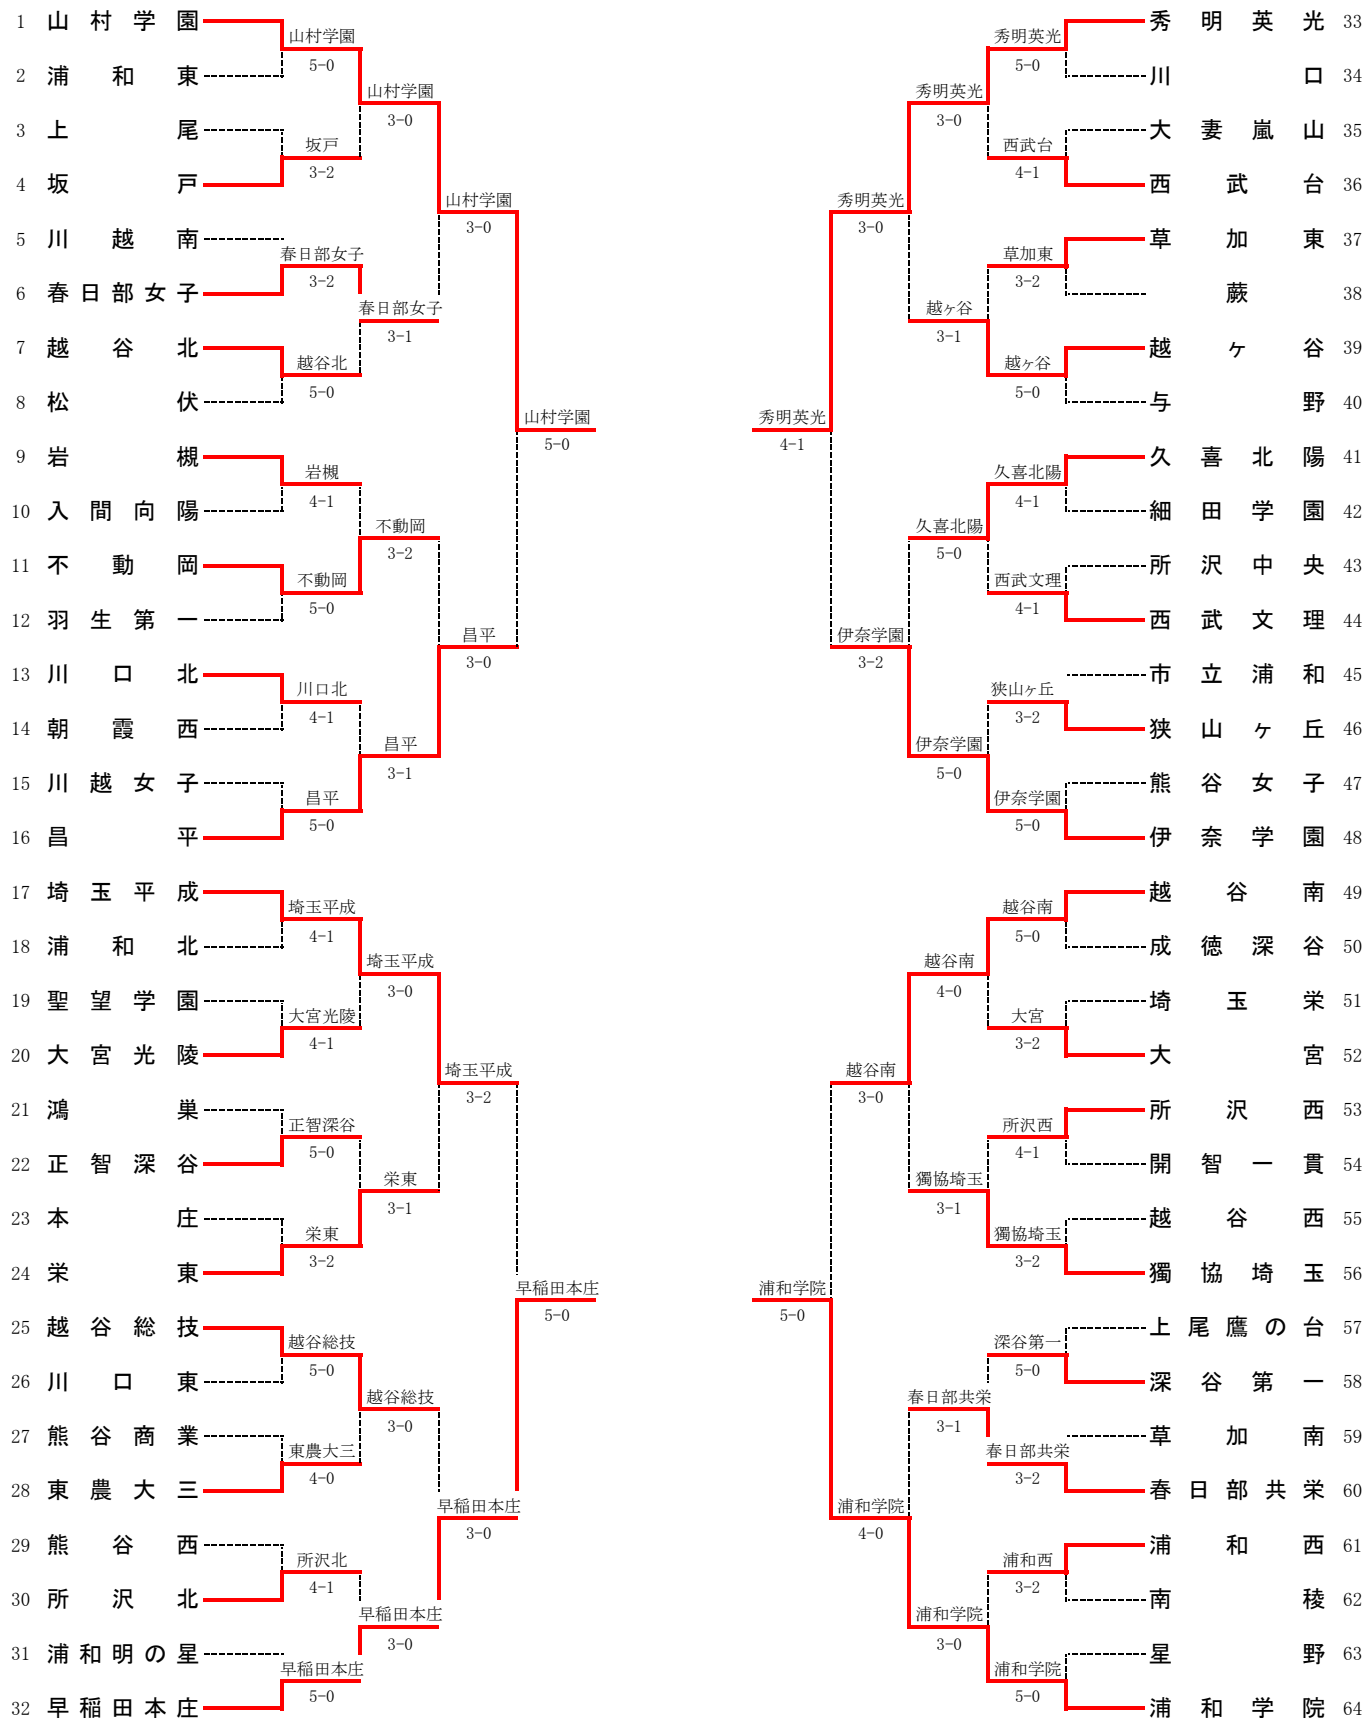 1 山村学園
2 浦和東
3 上尾
4 坂戸
5 川越南
6 春日部女子
7 越谷北
8 松伏
9 岩槻
10 入間向陽
11 不動岡
12 羽生第一
13 川口北
14 朝霞西
15 川越女子
16 昌平
17 埼玉平成
18 浦和北
19 聖望学園
20 大宮光陵
21 鴻巣
22 正智深谷
23 本庄
24 栄東
25 越谷総技
26 川口東
27 熊谷商業
28 東農大三
29 熊谷西
30 所沢北
31 浦和明の星
32 早稲田本庄
山村学園
5-0
坂戸
3-2
春日部女子
3-2
越谷北
5-0
岩槻
4-1
不動岡
5-0
川口北
4-1
昌平
5-0
埼玉平成
4-1
大宮光陵
4-1
正智深谷
5-0
栄東
3-2
越谷総技
5-0
東農大三
4-0
所沢北
4-1
早稲田本庄
5-0
山村学園
3-0
春日部女子
3-1
不動岡
3-2
昌平
3-1
埼玉平成
3-0
栄東
3-1
越谷総技
3-0
早稲田本庄
3-0
山村学園
3-0
昌平
3-0
埼玉平成
3-2
早稲田本庄
3-0
山村学園
5-0
早稲田本庄
5-0
秀明英光
4-1
浦和学院
5-0
秀明英光
3-0
伊奈学園
3-2
越谷南
3-0
浦和学院
4-0
秀明英光
3-0
越ヶ谷
3-1
久喜北陽
5-0
伊奈学園
5-0
越谷南
4-0
獨協埼玉
3-1
春日部共栄
3-1
浦和学院
3-0
秀明英光
5-0
西武台
4-1
草加東
3-2
越ヶ谷
5-0
久喜北陽
4-1
西武文理
4-1
狭山ヶ丘
3-2
伊奈学園
5-0
越谷南
5-0
大宮
3-2
所沢西
4-1
獨協埼玉
3-2
深谷第一
5-0
春日部共栄
3-2
浦和西
3-2
浦和学院
5-0
秀明英光 33
川口 34
大妻嵐山 35
西武台 36
草加東 37
蕨 38
越ヶ谷 39
与野 40
久喜北陽 41
細田学園 42
所沢中央 43
西武文理 44
市立浦和 45
狭山ヶ丘 46
熊谷女子 47
伊奈学園 48
越谷南 49
成徳深谷 50
埼玉栄 51
大宮 52
所沢西 53
開智一貫 54
越谷西 55
獨協埼玉 56
上尾鷹の台 57
深谷第一 58
草加南 59
春日部共栄 60
浦和西 61
南稜 62
星野 63
浦和学院 64